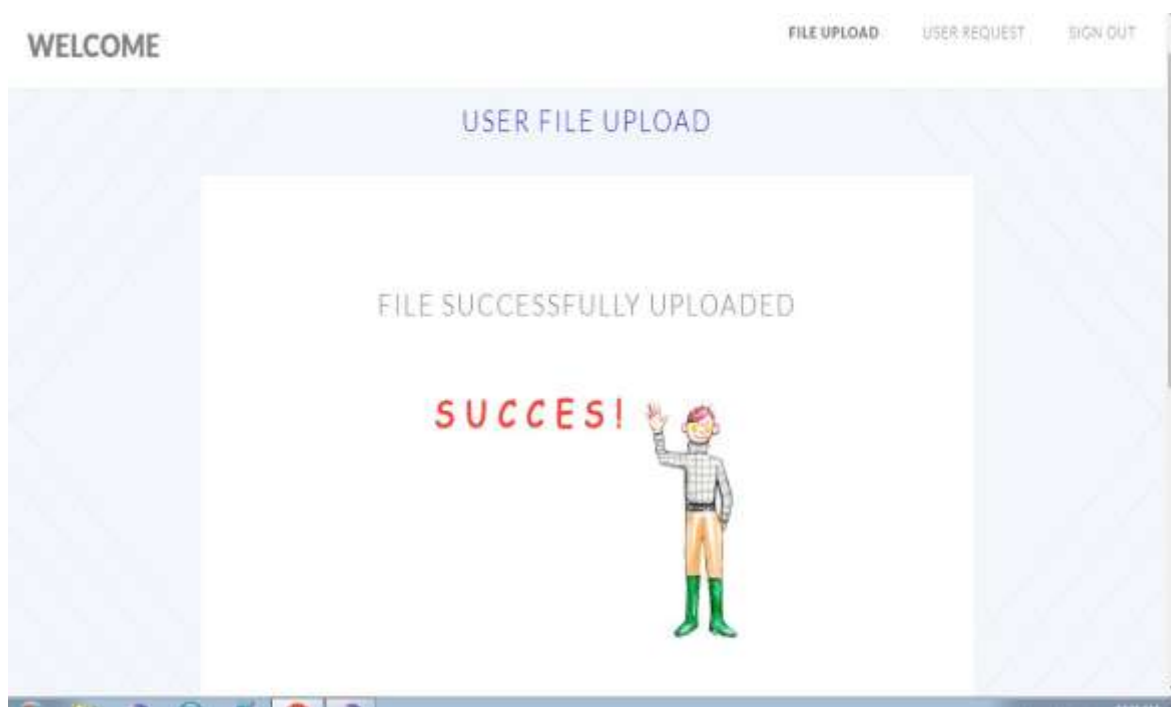 WELCOME
FILE UPLOAD USER REQUEST SIGN OUT
USER FILE UPLOAD
FILE SUCCESSFULLY UPLOADED
SUCCES!